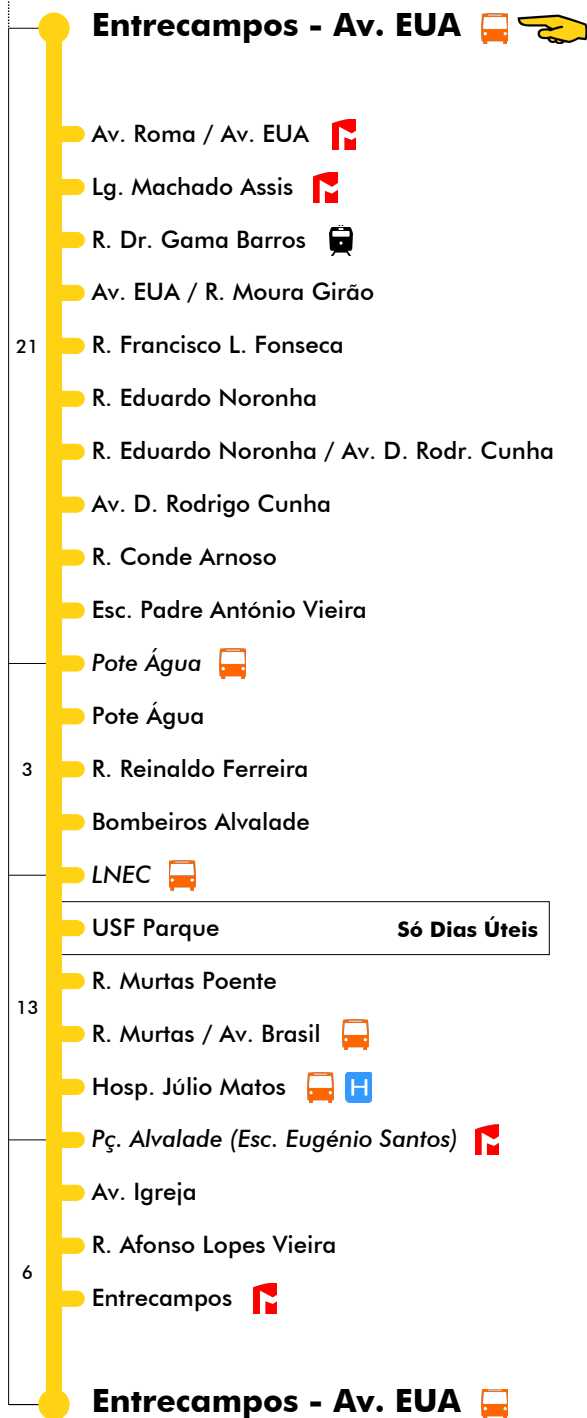 Entrecampos - Av. EUA
Av. Roma / Av. EUA
Lg. Machado Assis
R. Dr. Gama Barros
Av. EUA / R. Moura Girão
21
R. Francisco L. Fonseca
R. Eduardo Noronha
R. Eduardo Noronha / Av. D. Rodr. Cunha
Av. D. Rodrigo Cunha
R. Conde Arnoso
Esc. Padre António Vieira
Pote Água
Pote Água
3
R. Reinaldo Ferreira
Bombeiros Alvalade
LNEC
USF Parque Só Dias Úteis
R. Murtas Poente
13
R. Murtas / Av. Brasil
Hosp. Júlio Matos H
Pç. Alvalade (Esc. Eugénio Santos)
Av. Igreja
R. Afonso Lopes Vieira
6
Entrecampos
Entrecampos - Av. EUA